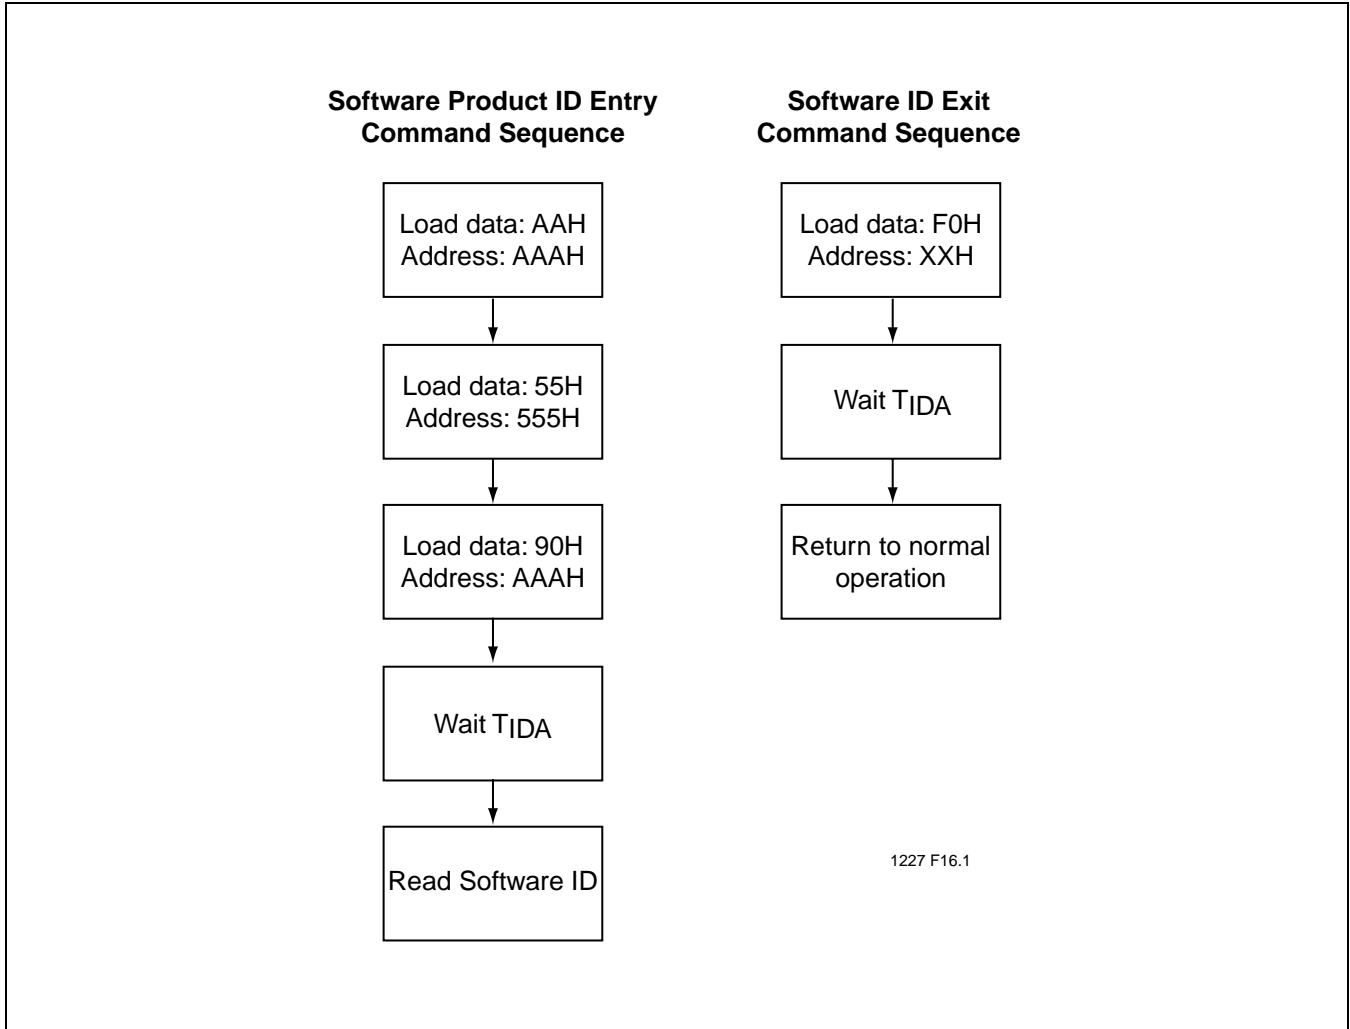 Software Product ID Entry
Command Sequence
Load data: AAH
Address: AAAH
Load data: 55H
Address: 555H
Load data: 90H
Address: AAAH
Wait TIDA
Read Software ID
Software ID Exit
Command Sequence
Load data: F0H
Address: XXH
Wait TIDA
Return to normal
operation
1227 F16.1